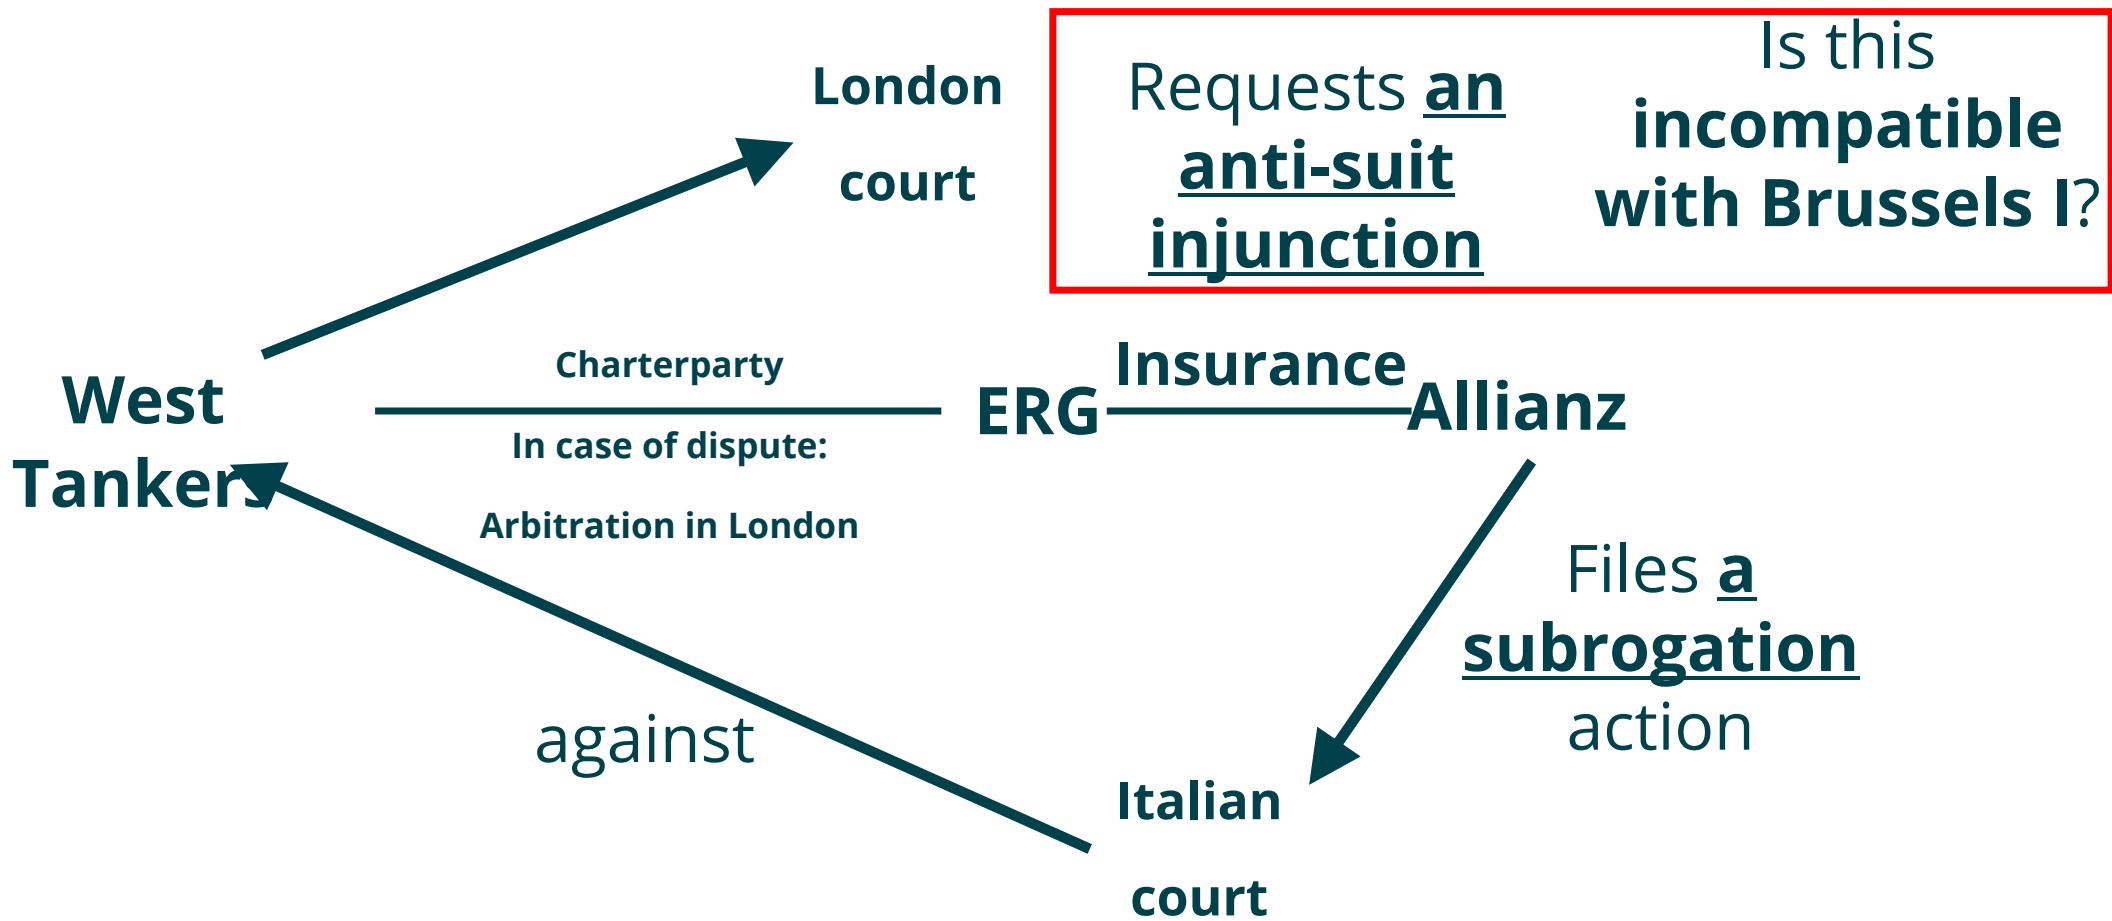 London
court
Requests an
anti-suit
injunction
Is this
incompatible
with Brussels I?
West
Tankers
Charterparty
In case of dispute:
Arbitration in London
ERG
Insurance
Allianz
Files a
subrogation
action
against
Italian
court